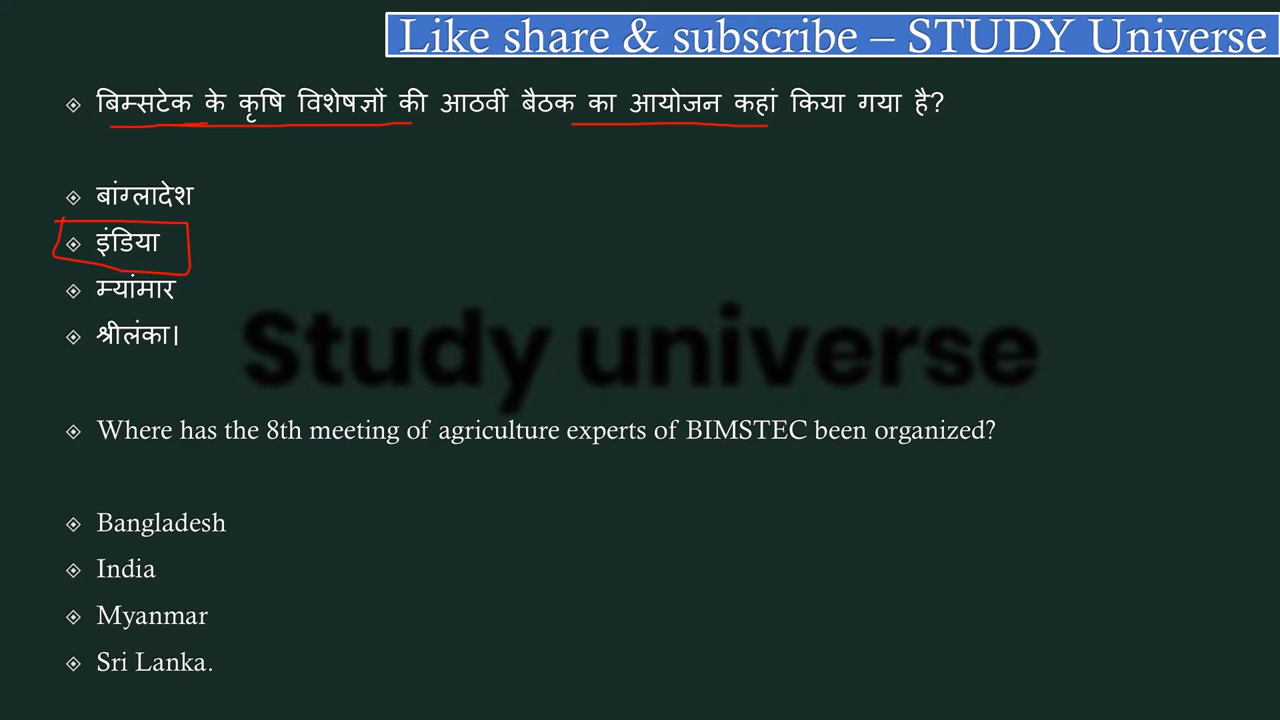 Like share & subscribe – STUDY Universe
बिम्सटेक के कृषि विशेषज्ञों की आठवीं बैठक का आयोजन कहां किया गया है?
बांग्लादेश
इंडिया
म्यांमार
श्रीलंका।
Study universe
Where has the 8th meeting of agriculture experts of BIMSTEC been organized?
Bangladesh
India
Myanmar
Sri Lanka.